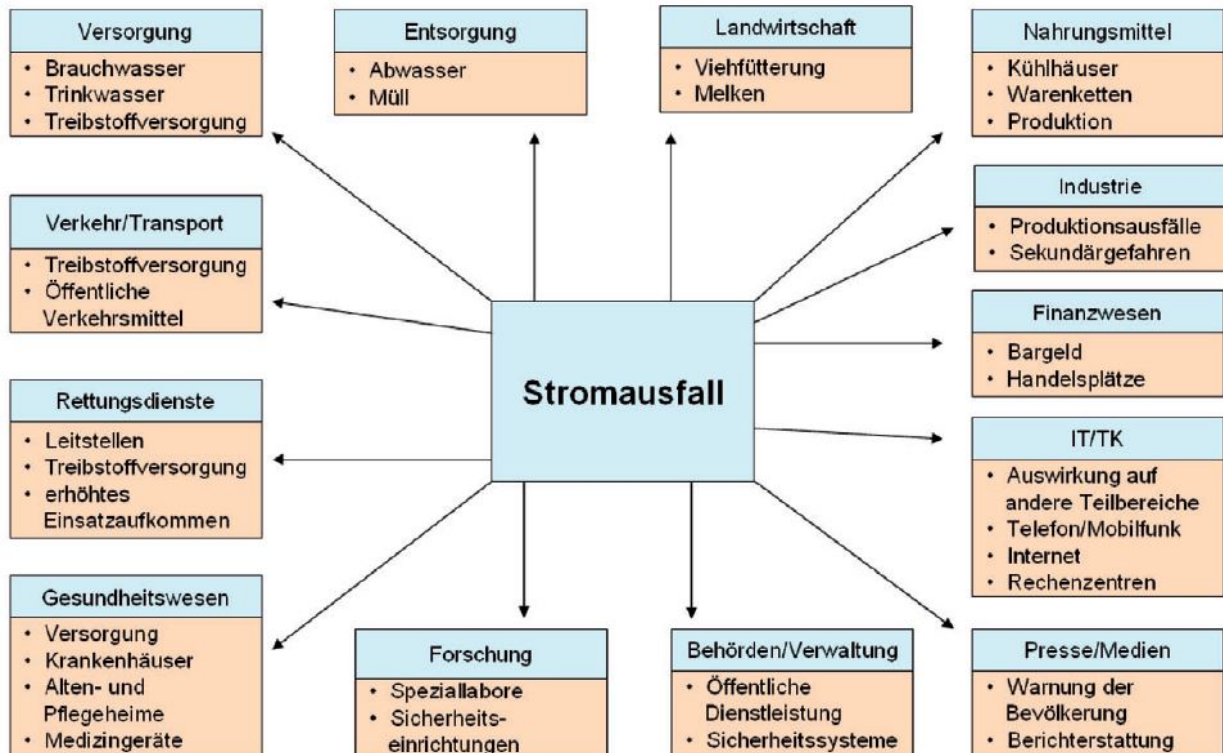 Versorgung
• Brauchwasser
• Trinkwasser
• Treibstoffversorgung
Entsorgung
• Abwasser
• Müll
Landwirtschaft
• Viehfütterung
• Melken
Nahrungsmittel
• Kühlhäuser
• Warenketten
• Produktion
Verkehr/Transport
• Treibstoffversorgung
• Öffentliche
Verkehrsmittel
Industrie
• Produktionsausfälle
• Sekundärgefahren
Stromausfall
Finanzwesen
• Bargeld
• Handelsplätze
Rettungsdienste
• Leitstellen
• Treibstoffversorgung
• erhöhtes
Einsatzaufkommen
IT/TK
• Auswirkung auf
andere Teilbereiche
• Telefon/Mobilfunk
• Internet
• Rechenzentren
Gesundheitswesen
• Versorgung
• Krankenhäuser
• Alten- und
Pflegeheime
• Medizingeräte
Forschung
• Speziallabore
• Sicherheits-
einrichtungen
Behörden/Verwaltung
• Öffentliche
Dienstleistung
• Sicherheitssysteme
Presse/Medien
• Warnung der
Bevölkerung
• Berichterstattung